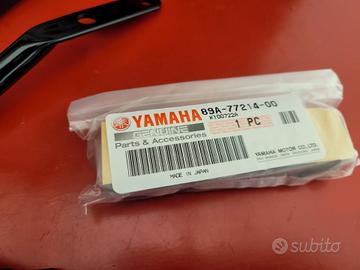 YAMAHA 89A-77214-00
X100722A
GENUINE
Parts & Accessories
1 PC
MADE IN JAPAN
YAMAHA MOTOR CO.,LTD.
subito